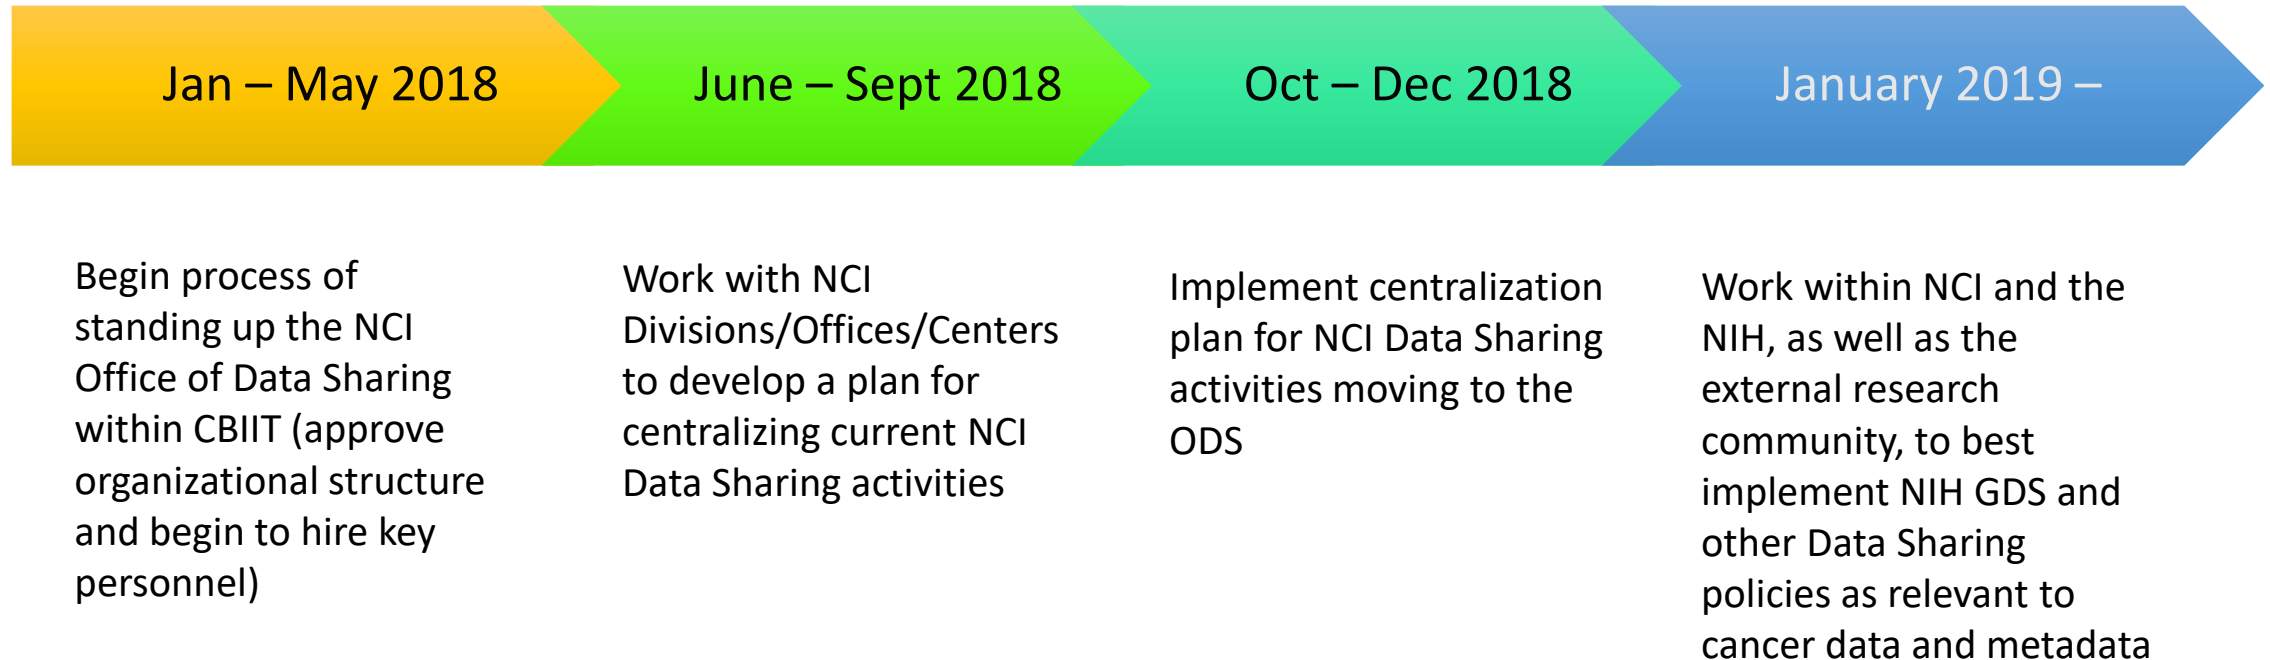 Jan – May 2018
June – Sept 2018
Oct – Dec 2018
January 2019 –
Begin process of
standing up the NCI
Office of Data Sharing
within CBIIT (approve
organizational structure
and begin to hire key
personnel)
Work with NCI
Divisions/Offices/Centers
to develop a plan for
centralizing current NCI
Data Sharing activities
Implement centralization
plan for NCI Data Sharing
activities moving to the
ODS
Work within NCI and the
NIH, as well as the
external research
community, to best
implement NIH GDS and
other Data Sharing
policies as relevant to
cancer data and metadata